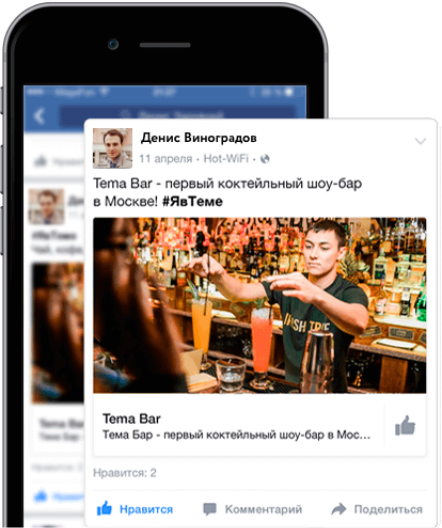 Денис Виноградов
11 апреля · Hot-WiFi ·
Tema Bar - первый коктейльный шоу-бар
в Москве! #ЯвТеме
Tema Bar
Тема Бар - первый коктейльный шоу-бар в Мос...
Нравится: 2
Нравится
Комментарий
Поделиться